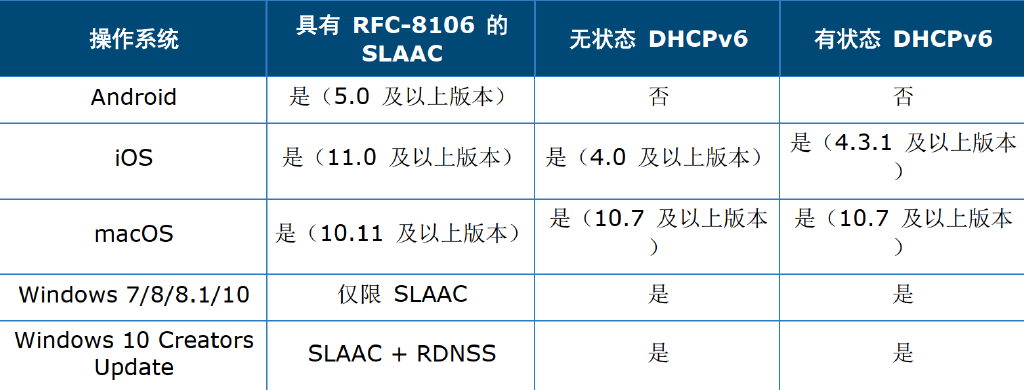 操作系统
具有 RFC-8106 的
SLAAC
无状态 DHCPv6
有状态 DHCPv6
Android
是（5.0 及以上版本）
否
否
iOS
是（11.0 及以上版本）
是（4.0 及以上版本）
是（4.3.1 及以上版本
）
macOS
是（10.11 及以上版本）
是（10.7 及以上版本
）
是（10.7 及以上版本
）
Windows 7/8/8.1/10
仅限 SLAAC
是
是
Windows 10 Creators
Update
SLAAC + RDNSS
是
是